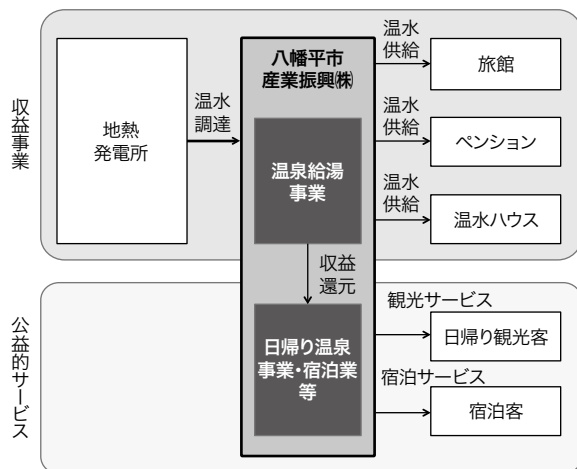 収益事業
地熱
発電所
温水
調達
八幡平市
産業振興㈱
温泉給湯
事業
温水
供給
旅館
温水
供給
ペンション
温水
供給
温水ハウス
収益
還元
公益的サービス
日帰り温泉
事業・宿泊業
等
観光サービス
日帰り観光客
宿泊サービス
宿泊客